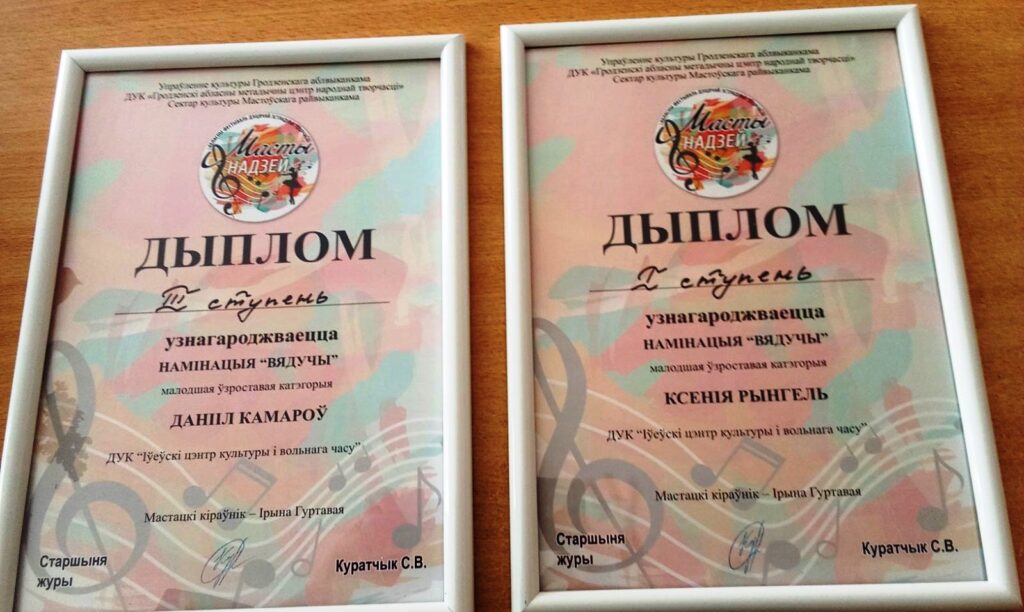 Упраўленне культуры Гродзенскага аблвыканкама
ДУК «Гродзенскі абласны метадычны цэнтр народнай творчасці»
Сектар культуры Мастоўскага райвыканкама
Масты
НАДЗЕЙ
ДЫПЛОМ
III ступень
узнагароджваецца
НАМІНАЦЫЯ “ВЯДУЧЫ”
малодшая ўзроставая катэгорыя
ДАНІІЛ КАМАРОЎ
ДУК “Іўеўскі цэнтр культуры і вольнага часу”
Мастацкі кіраўнік – Ірына Гуртавая
Старшыня
журы
Куратчык С.В.
Упраўленне культуры Гродзенскага аблвыканкама
ДУК «Гродзенскі абласны метадычны цэнтр народнай творчасці»
Сектар культуры Мастоўскага райвыканкама
Масты
НАДЗЕЙ
ДЫПЛОМ
I ступень
узнагароджваецца
НАМІНАЦЫЯ “ВЯДУЧЫ”
малодшая ўзроставая катэгорыя
КСЕНІЯ РЫНГЕЛЬ
ДУК “Іўеўскі цэнтр культуры і вольнага часу”
Мастацкі кіраўнік – Ірына Гуртавая
Старшыня
журы
Куратчык С.В.